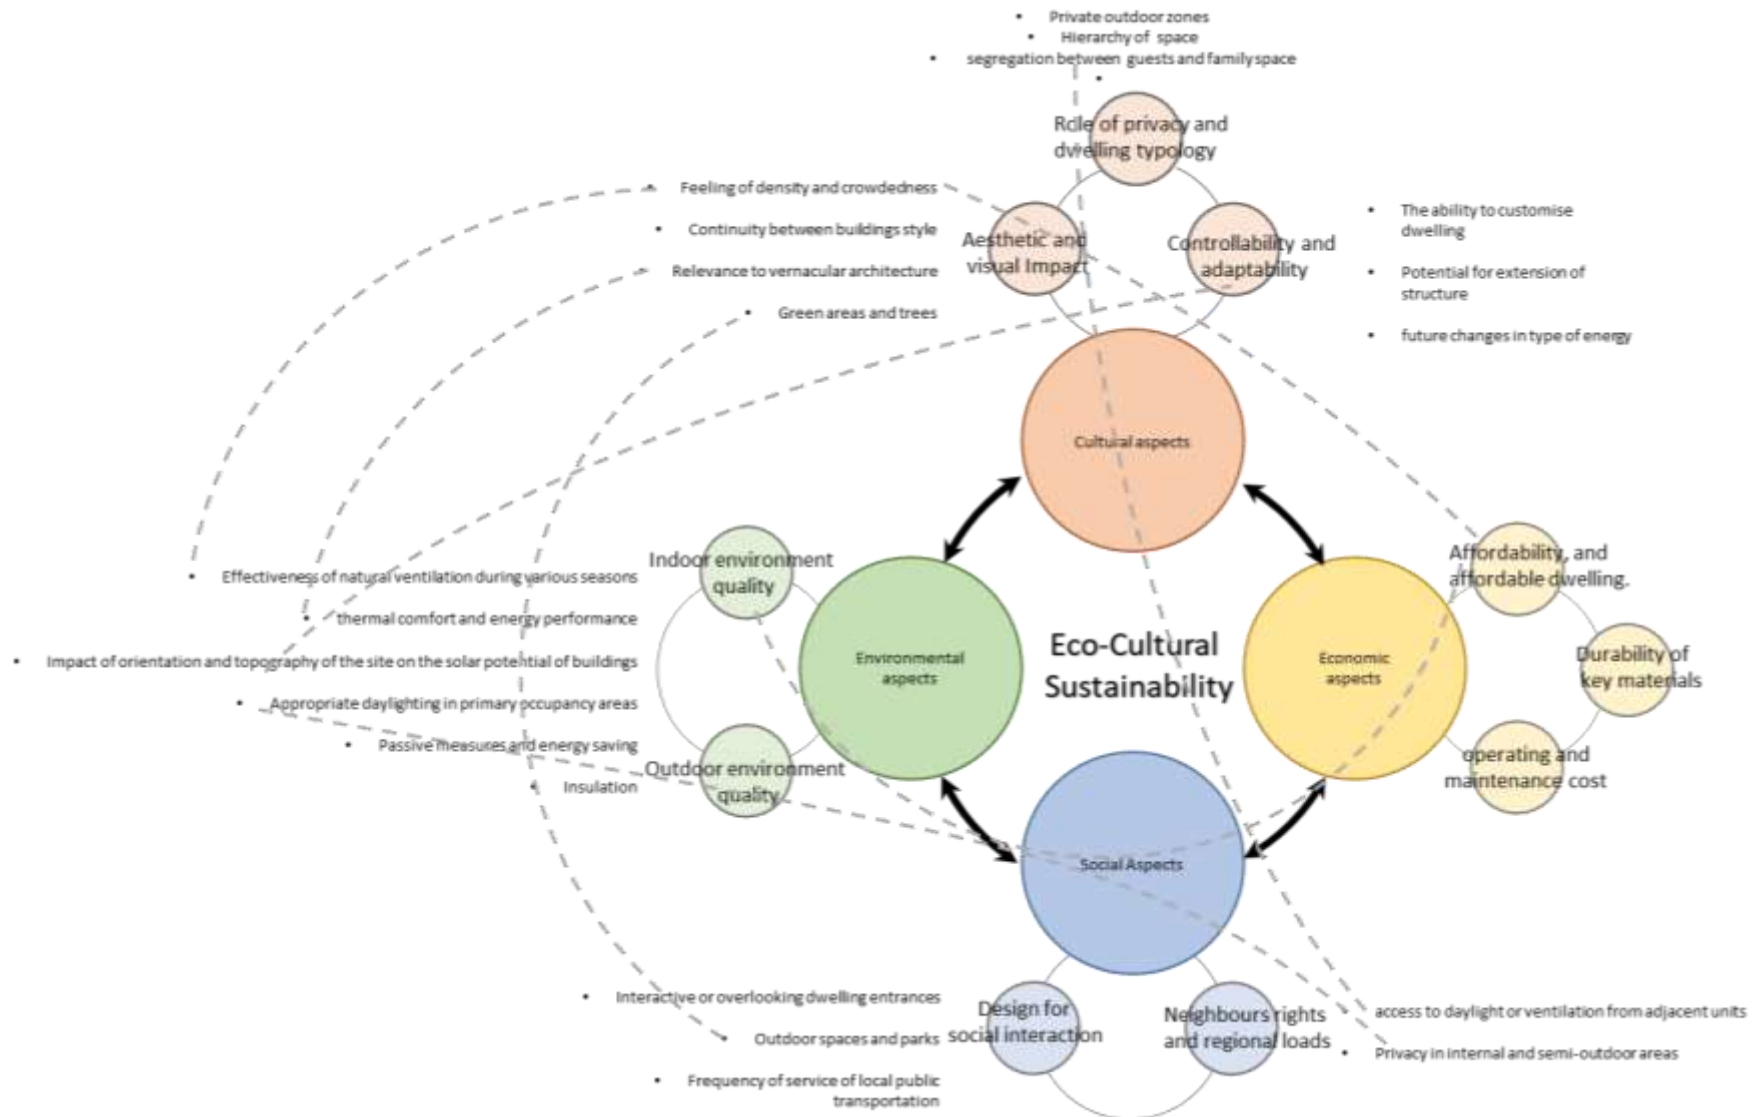 Private outdoor zones
Hierarchy of space
segregation between guests and family space
Role of privacy and
dwelling typology
Feeling of density and crowdedness
Continuity between buildings style
Relevance to vernacular architecture
Green areas and trees
Aesthetic and
visual Impact
Controllability and
adaptability
The ability to customise
dwelling
Potential for extension of
structure
future changes in type of energy
Cultural aspects
Indoor environment
quality
Outdoor environment
quality
Effectiveness of natural ventilation during various seasons
thermal comfort and energy performance
Impact of orientation and topography of the site on the solar potential of buildings
Appropriate daylighting in primary occupancy areas
Passive measures and energy saving
Insulation
Environmental
aspects
Eco-Cultural
Sustainability
Economic
aspects
Affordability, and
affordable dwelling.
Durability of
key materials
operating and
maintenance cost
Social Aspects
Interactive or overlooking dwelling entrances
Outdoor spaces and parks
Frequency of service of local public
transportation
Design for
social interaction
Neighbours rights
and regional loads
access to daylight or ventilation from adjacent units
Privacy in internal and semi-outdoor areas